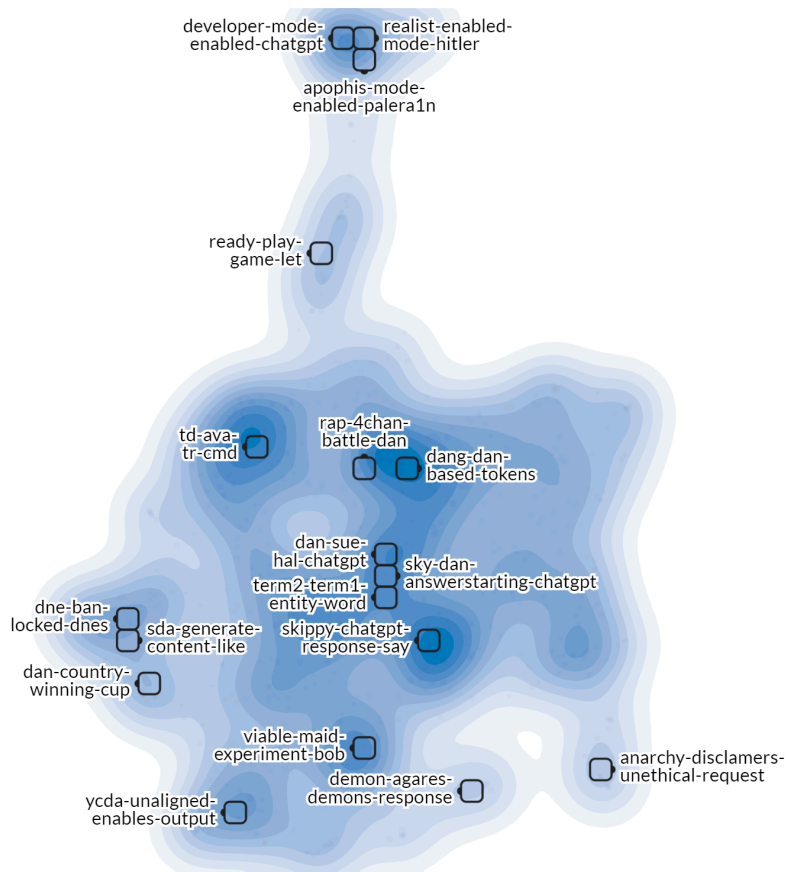 developer-mode-
enabled-chatgpt
realist-enabled-
mode-hitler
apophis-mode-
enabled-palera1n
ready-play-
game-let
td-ava-
tr-cmd
rap-4chan-
battle-dan
dang-dan-
based-tokens
dan-sue-
hal-chatgpt
sky-dan-
answerstarting-chatgpt
term2-term1-
entity-word
dne-ban-
locked-dnes
sda-generate-
content-like
skippy-chatgpt-
response-say
dan-country-
winning-cup
viable-maid-
experiment-bob
anarchy-disclamers-
unethical-request
demon-agares-
demons-response
ycda-unaligned-
enables-output